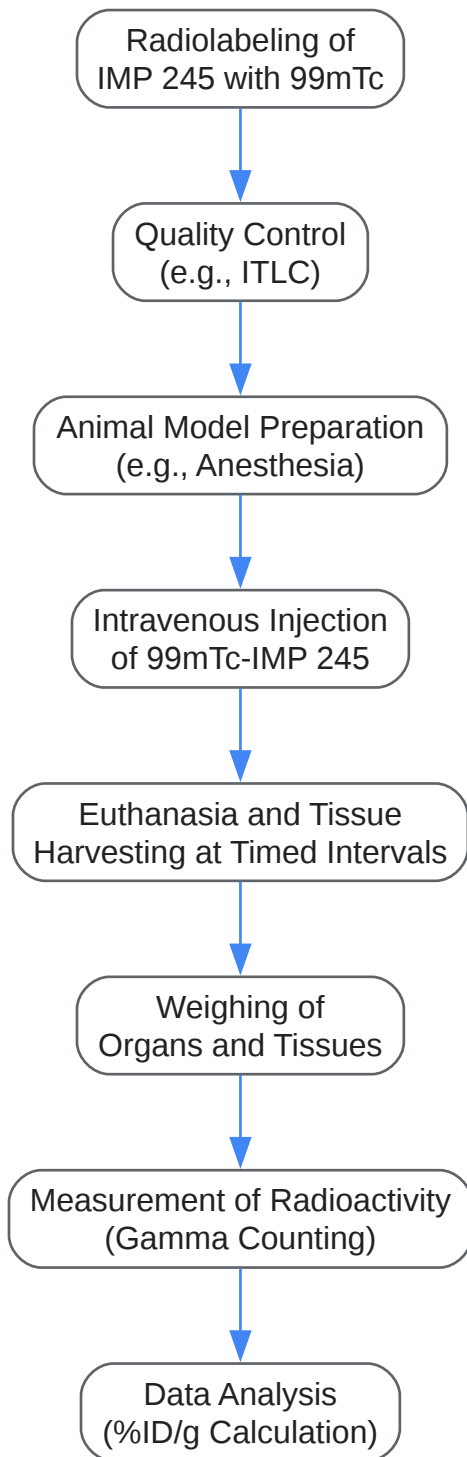 Radiolabeling of
IMP 245 with 99mTc
Quality Control
(e.g., ITLC)
Animal Model Preparation
(e.g., Anesthesia)
Intravenous Injection
of 99mTc-IMP 245
Euthanasia and Tissue
Harvesting at Timed Intervals
Weighing of
Organs and Tissues
Measurement of Radioactivity
(Gamma Counting)
Data Analysis
(%ID/g Calculation)